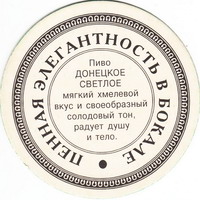 ПЕННАЯ ЭЛЕГАНТНОСТЬ В БОКАЛЕ
Пиво
ДОНЕЦКОЕ
СВЕТЛОЕ
мягкий хмелевой
вкус и своеобразный
солодовый тон,
радует душу
и тело.